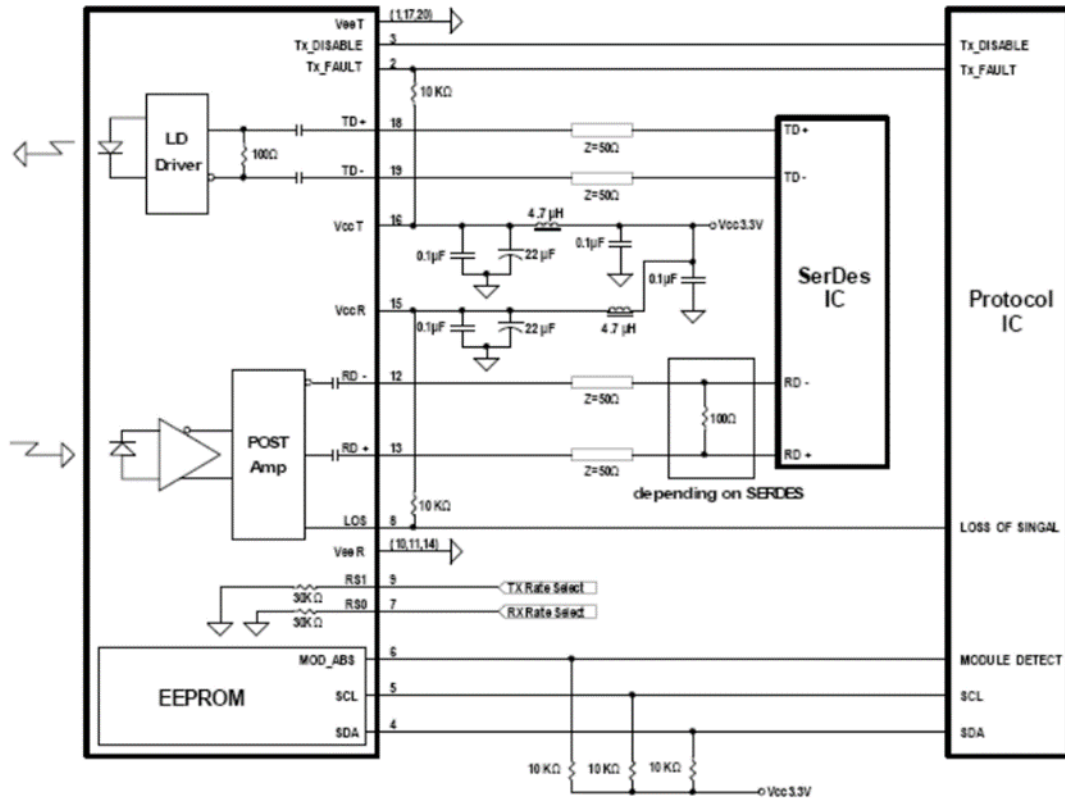 VeeT
(1,17,20)
Tx_DISABLE
3
Tx_DISABLE
Tx_FAULT
2
Tx_FAULT
10 KΩ
LD
Driver
100Ω
TD+
18
Z=50Ω
TD+
TD-
19
Z=50Ω
TD-
VccT
16
4.7 µH
Vcc3.3V
0.1µF
22 µF
0.1µF
0.1µF
SerDes
IC
Protocol
IC
VccR
15
0.1µF
22 µF
4.7 µH
RD -
12
Z=50Ω
RD -
100Ω
POST
Amp
RD +
13
Z=50Ω
RD +
depending on SERDES
10 KΩ
LOS
8
LOSS OF SINGAL
VeeR
(10,11,14)
RS1
9
TX Rate Select
30KΩ
RS0
7
RX Rate Select
30KΩ
MOD_ABS
6
MODULE DETECT
EEPROM
SCL
5
SCL
SDA
4
SDA
10 KΩ
10 KΩ
10 KΩ
Vcc3.3V